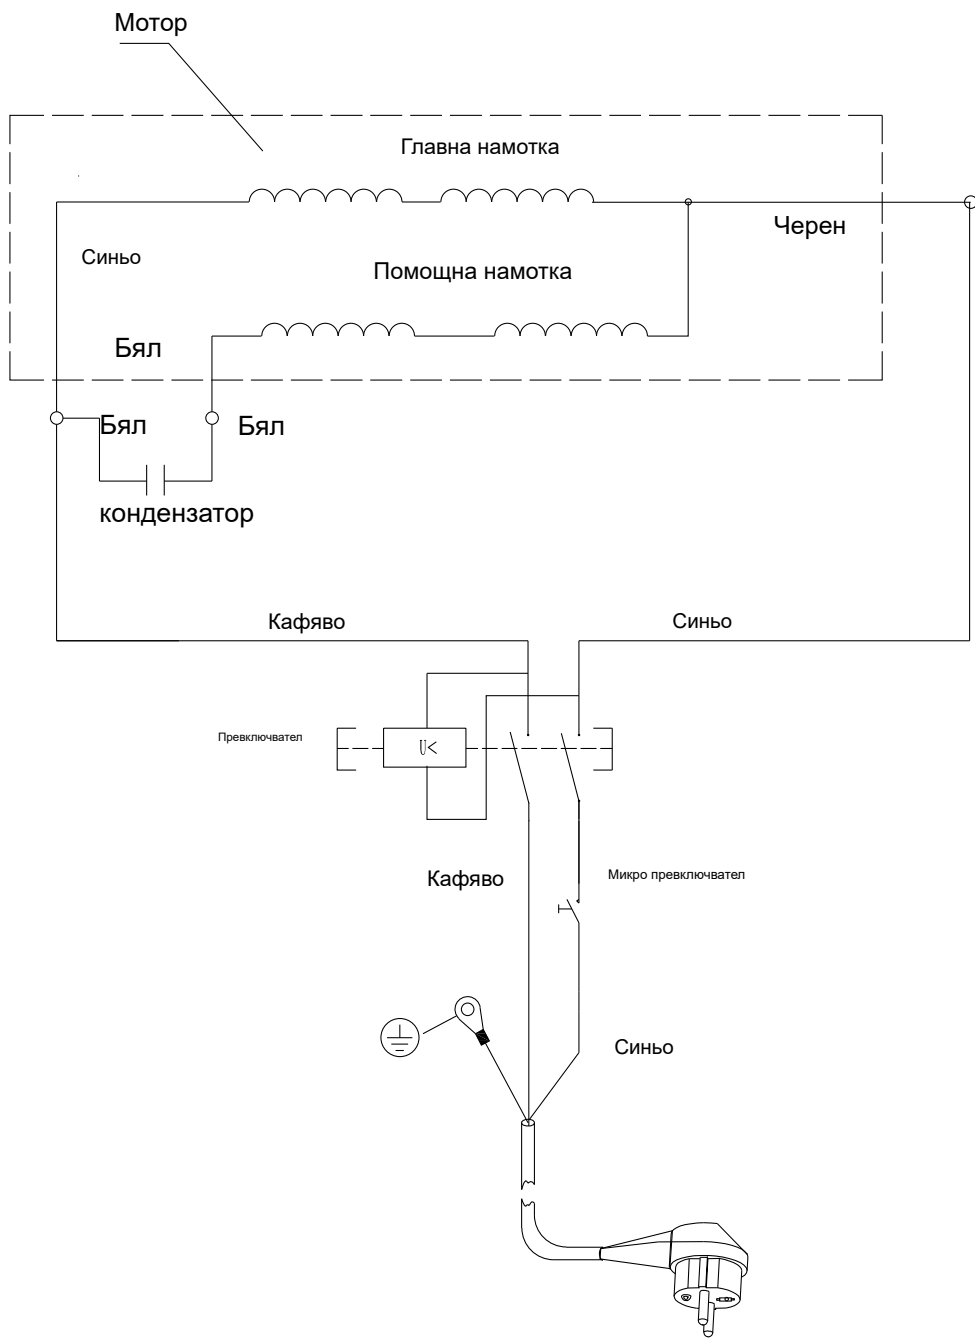 Мотор
Главна намотка
Черен
Синьо
Помощна намотка
Бял
Бял
Бял
кондензатор
Кафяво
Синьо
Превключвател
U<
Кафяво
Микро превключвател
Синьо